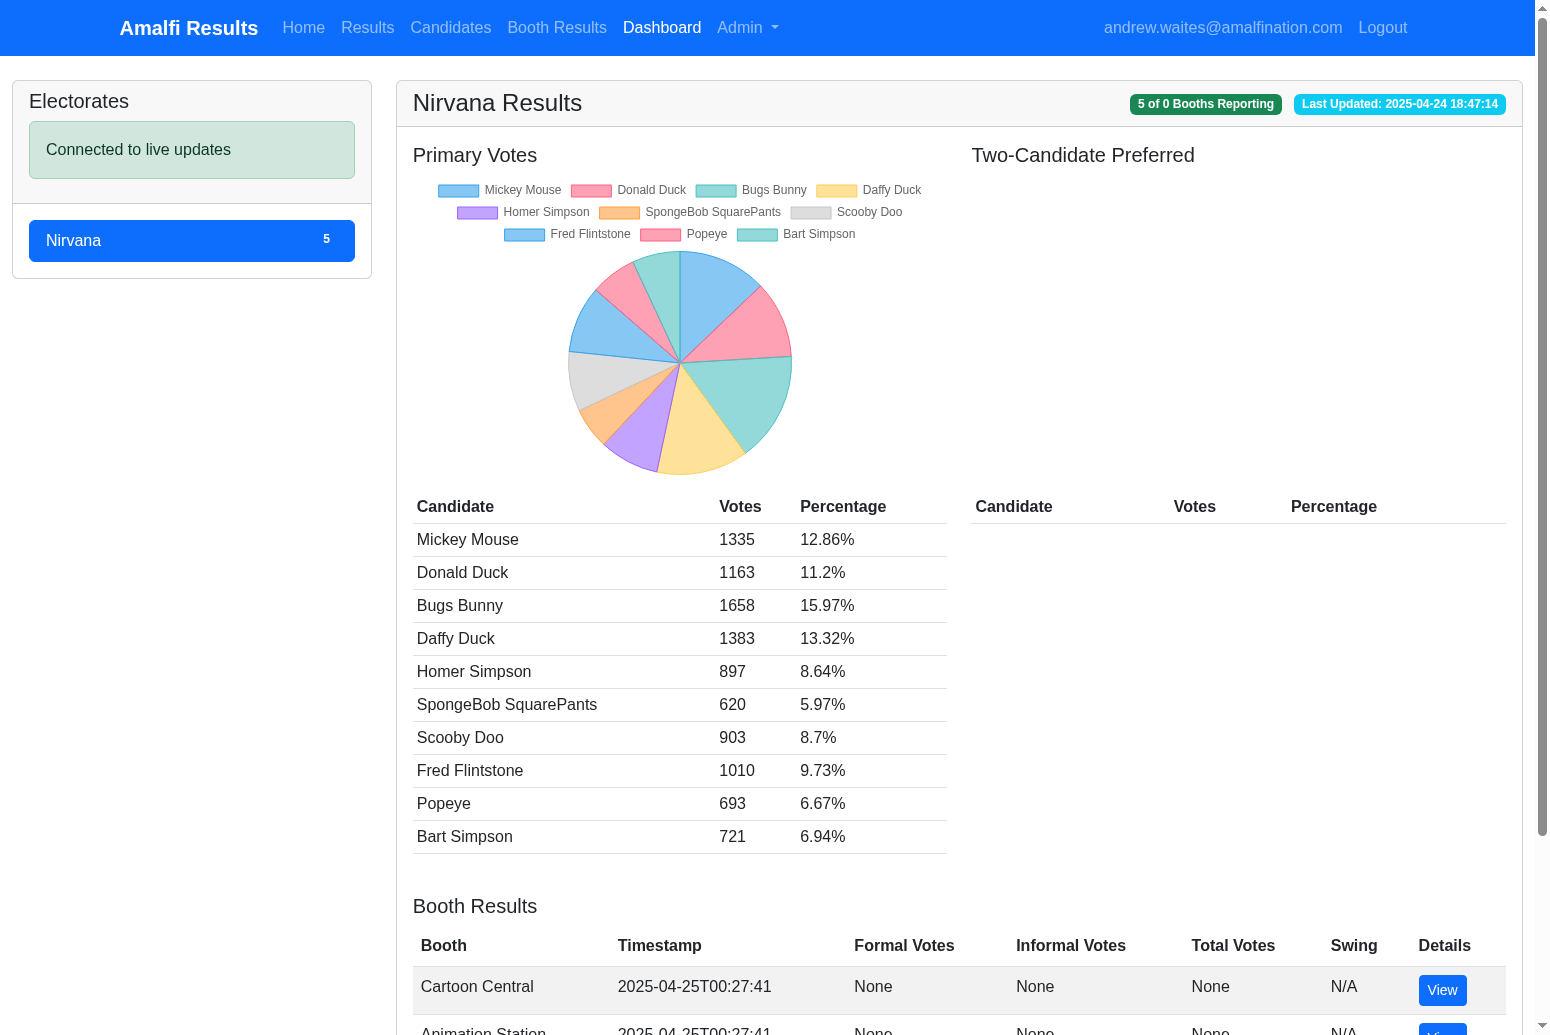 Amalfi Results Home Results Candidates Booth Results Dashboard Admin andrew.waites@amalfination.com Logout
Electorates
Connected to live updates
Nirvana 5
Nirvana Results 5 of 0 Booths Reporting Last Updated: 2025-04-24 18:47:14
Primary Votes
Mickey Mouse Donald Duck Bugs Bunny Daffy Duck
Homer Simpson SpongeBob SquarePants Scooby Doo
Fred Flintstone Popeye Bart Simpson
Candidate Votes Percentage
Mickey Mouse 1335 12.86%
Donald Duck 1163 11.2%
Bugs Bunny 1658 15.97%
Daffy Duck 1383 13.32%
Homer Simpson 897 8.64%
SpongeBob SquarePants 620 5.97%
Scooby Doo 903 8.7%
Fred Flintstone 1010 9.73%
Popeye 693 6.67%
Bart Simpson 721 6.94%
Two-Candidate Preferred
Candidate Votes Percentage
Booth Results
Booth Timestamp Formal Votes Informal Votes Total Votes Swing Details
Cartoon Central 2025-04-25T00:27:41 None None None N/A View
Animation Station 2025-04-25T00:27:41 None None None N/A View